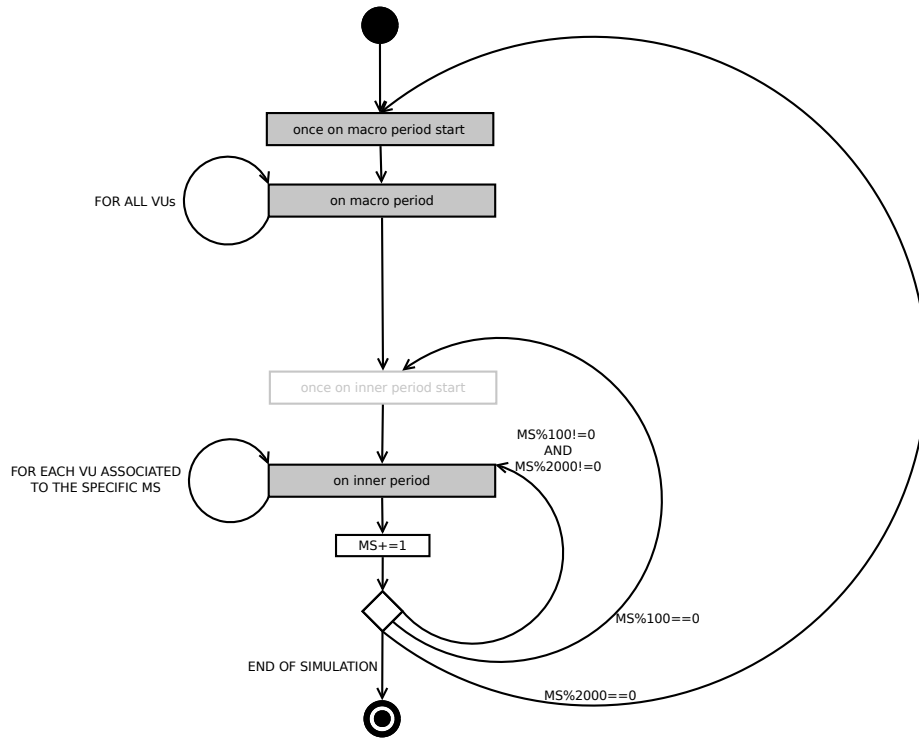 once on macro period start
on macro period
FOR ALL VUs
once on inner period start
MS%100!=0
AND
MS%2000!=0
FOR EACH VU ASSOCIATED
TO THE SPECIFIC MS
on inner period
MS+=1
MS%100==0
END OF SIMULATION
MS%2000==0